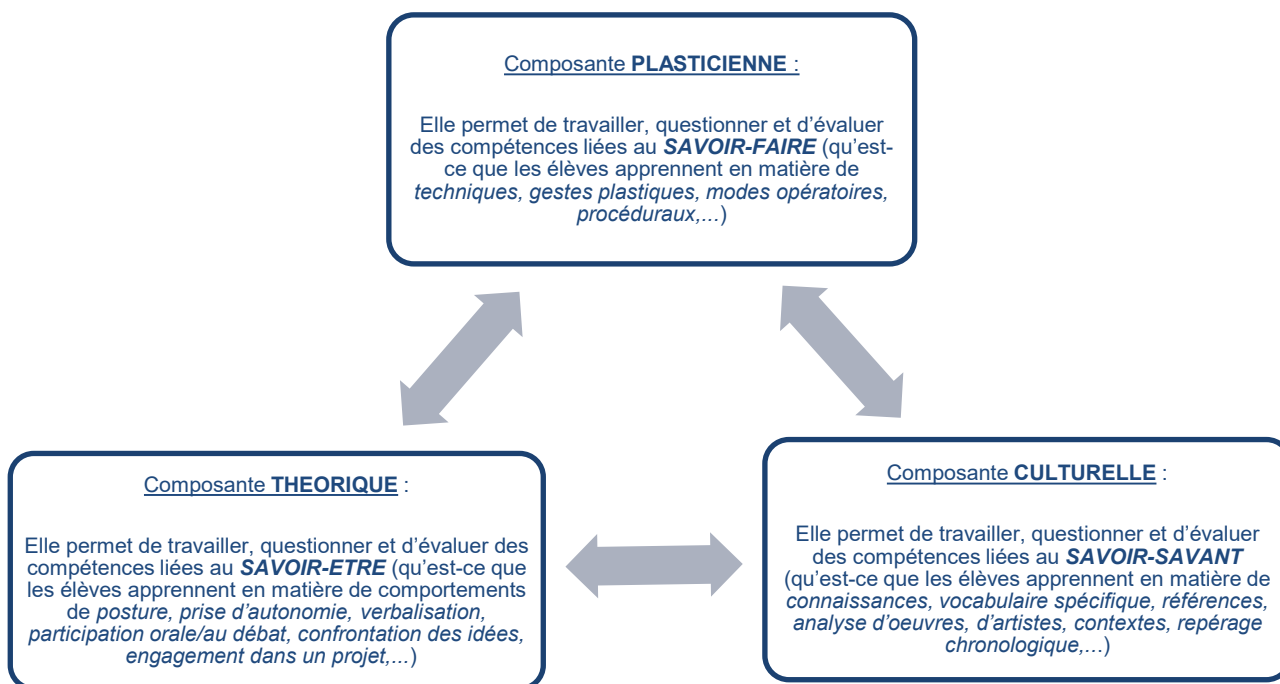 Composante PLASTICIENNE :
Elle permet de travailler, questionner et d'évaluer
des compétences liées au SAVOIR-FAIRE (qu'est-
ce que les élèves apprennent en matière de
techniques, gestes plastiques, modes opératoires,
procéduraux,...)
Composante THEORIQUE :
Elle permet de travailler, questionner et d'évaluer des
compétences liées au SAVOIR-ETRE (qu'est-ce que
les élèves apprennent en matière de comportements
de posture, prise d'autonomie, verbalisation,
participation orale/au débat, confrontation des idées,
engagement dans un projet,...)
Composante CULTURELLE :
Elle permet de travailler, questionner et d'évaluer
des compétences liées au SAVOIR-SAVANT
(qu'est-ce que les élèves apprennent en matière de
connaissances, vocabulaire spécifique, références,
analyse d'oeuvres, d'artistes, contextes, repérage
chronologique,...)